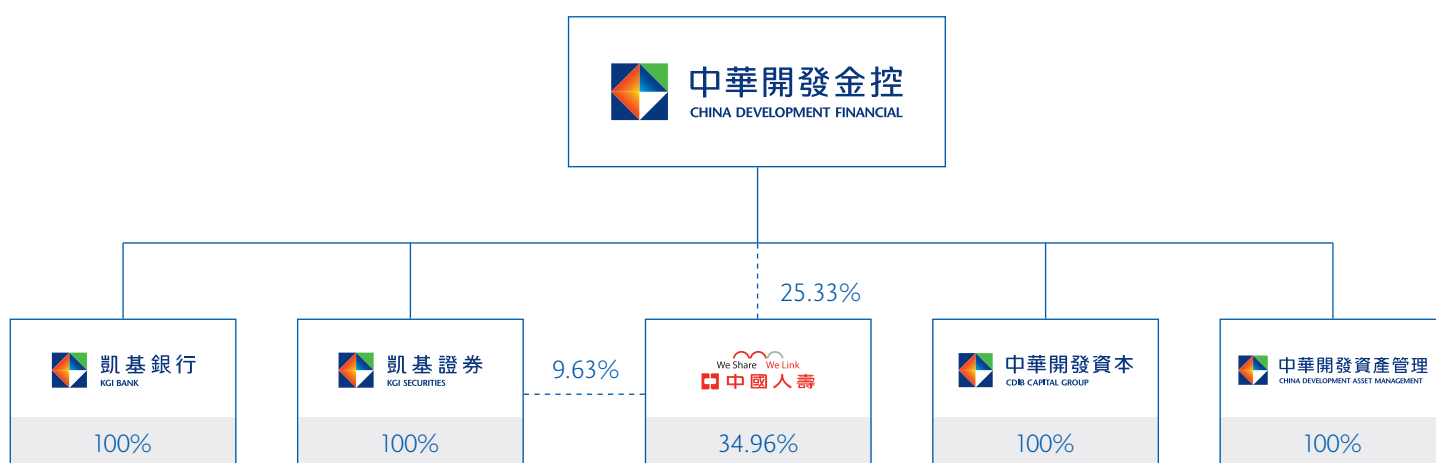 中華開發金控
CHINA DEVELOPMENT FINANCIAL
25.33%
凱基銀行
KGI BANK
100%
凱基證券
KGI SECURITIES
100%
9.63%
We Share We Link
中國人壽
34.96%
中華開發資本
CDIB CAPITAL GROUP
100%
中華開發資產管理
CHINA DEVELOPMENT ASSET MANAGEMENT
100%